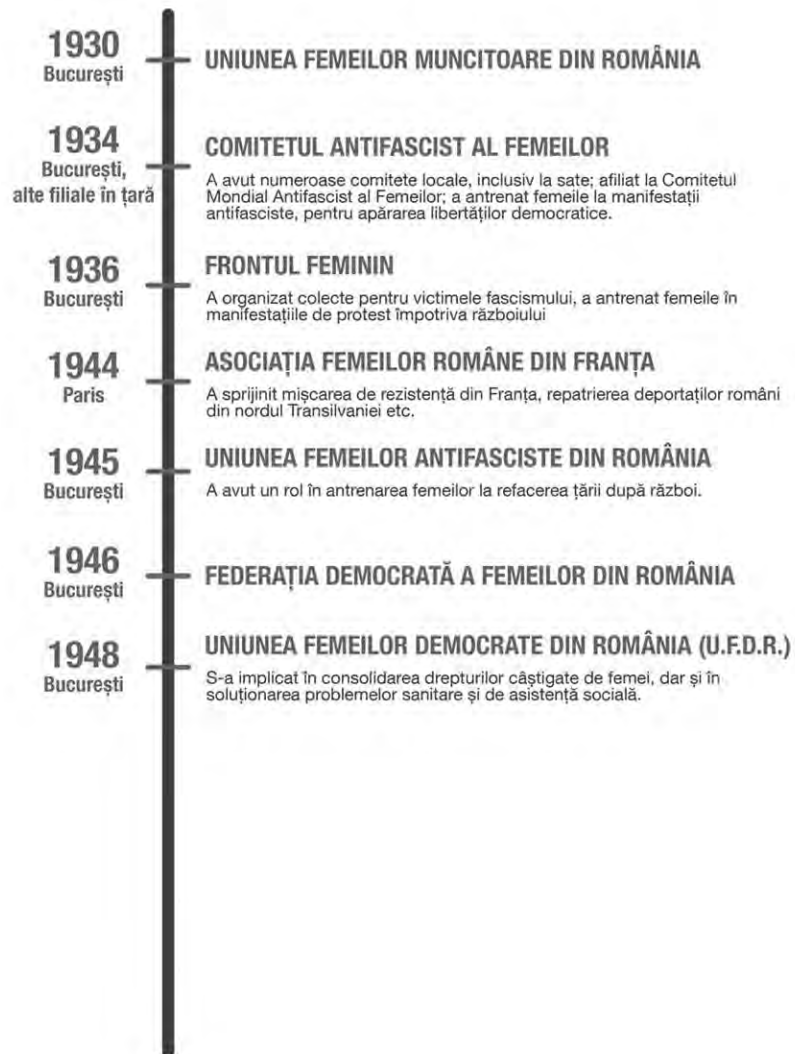 1930
București
UNIUNEA FEMEILOR MUNCITOARE DIN ROMÂNIA
1934
București,
alte filiale în țară
COMITETUL ANTIFASCIST AL FEMEILOR
A avut numeroase comitete locale, inclusiv la sate; afiliat la Comitetul
Mondial Antifascist al Femeilor; a antrenat femeile la manifestații
antifasciste, pentru apărarea libertăților democratice.
1936
București
FRONTUL FEMININ
A organizat colecte pentru victimele fascismului, a antrenat femeile în
manifestațiile de protest împotriva războiului
1944
Paris
ASOCIAȚIA FEMEILOR ROMÂNE DIN FRANȚA
A sprijinit mișcarea de rezistență din Franța, repatrierea deportaților români
din nordul Transilvaniei etc.
1945
București
UNIUNEA FEMEILOR ANTIFASCISTE DIN ROMÂNIA
A avut un rol în antrenarea femeilor la refacerea țării după război.
1946
București
FEDERAȚIA DEMOCRATĂ A FEMEILOR DIN ROMÂNIA
1948
București
UNIUNEA FEMEILOR DEMOCRATE DIN ROMÂNIA (U.F.D.R.)
S-a implicat în consolidarea drepturilor câștigate de femei, dar și în
soluționarea problemelor sanitare și de asistență socială.